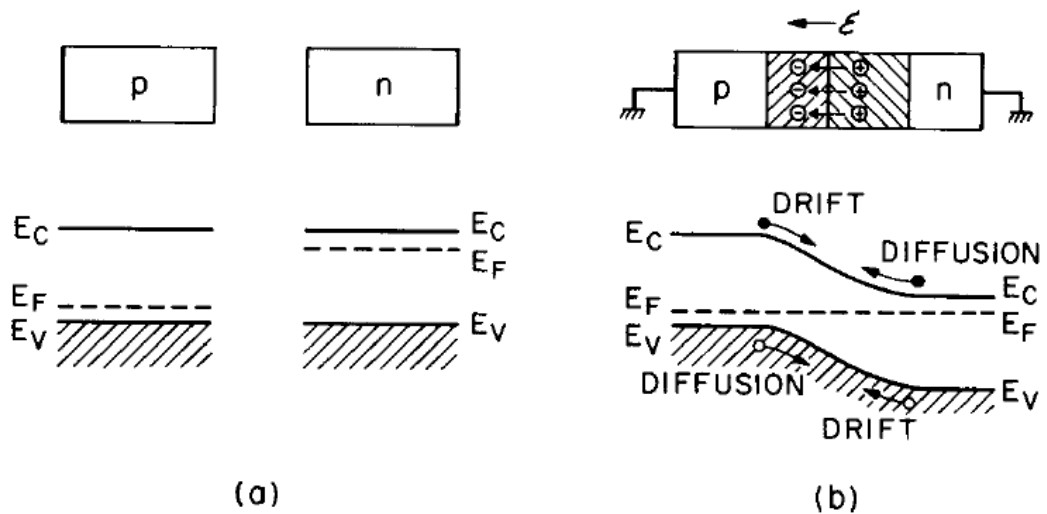 p
n
E_C
E_C
E_F
E_F
E_V
E_V
(a)
ℰ
p
n
⊖ ⊕
⊖ ⊕
⊖ ⊕
DRIFT
E_C
DIFFUSION
E_C
E_F
E_F
E_V
DIFFUSION
E_V
DRIFT
(b)